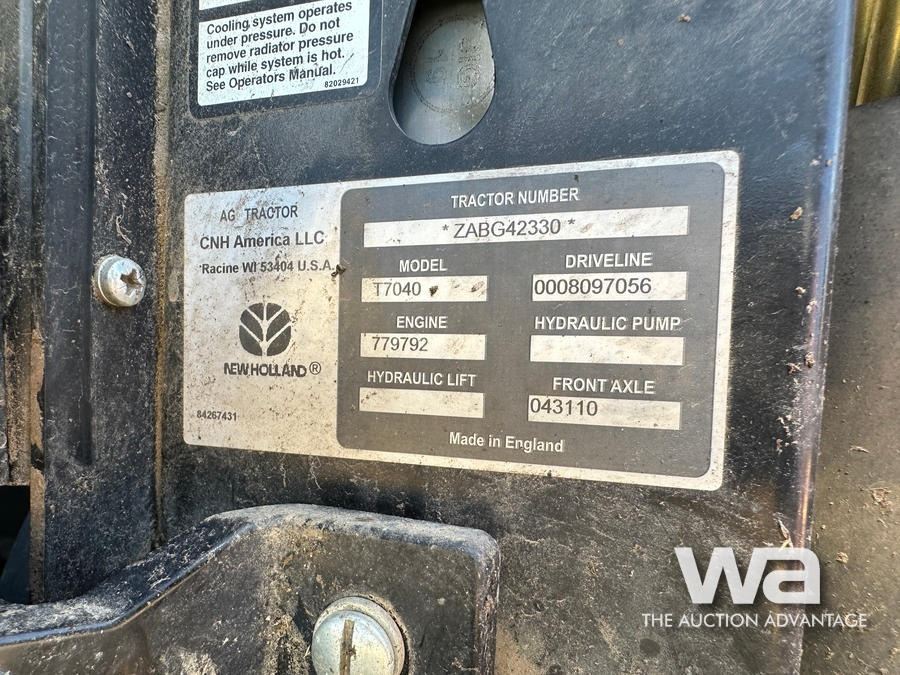 Cooling system operates
under pressure. Do not
remove radiator pressure
cap while system is hot.
See Operators Manual.
82029421
AG TRACTOR
CNH America LLC
Racine WI 53404 U.S.A.
NEW HOLLAND®
84267431
TRACTOR NUMBER
* ZABG42330 *
MODEL
T7040
DRIVELINE
0008097056
ENGINE
779792
HYDRAULIC PUMP
HYDRAULIC LIFT
FRONT AXLE
043110
Made in England
wa
THE AUCTION ADVANTAGE